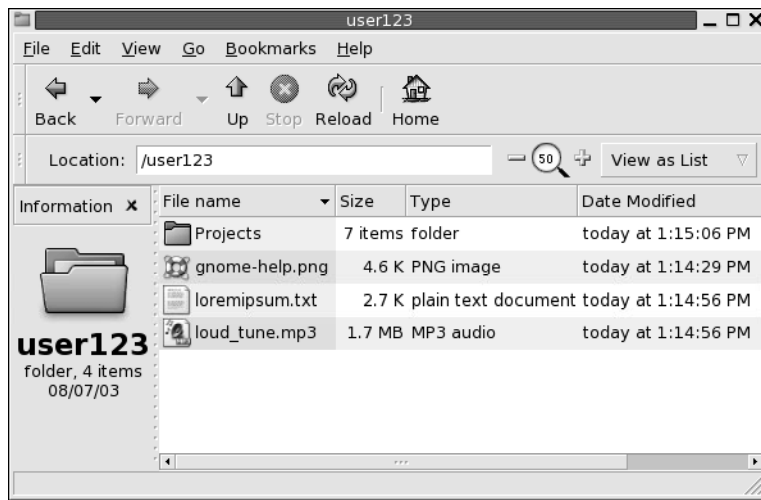 user123
File Edit View Go Bookmarks Help
Back Forward Up Stop Reload Home
Location: /user123 50 View as List
Information File name Size Type Date Modified
Projects 7 items folder today at 1:15:06 PM
gnome-help.png 4.6 K PNG image today at 1:14:29 PM
loremipsum.txt 2.7 K plain text document today at 1:14:56 PM
loud_tune.mp3 1.7 MB MP3 audio today at 1:14:56 PM
user123
folder, 4 items
08/07/03